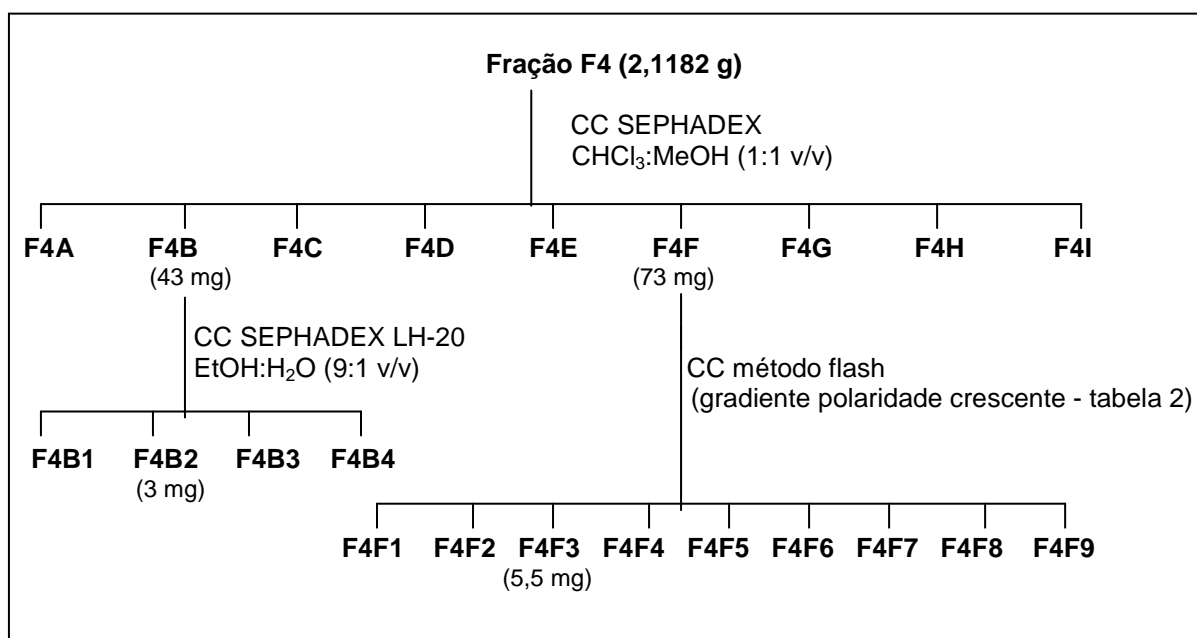 Fração F4 (2,1182 g)
CC SEPHADEX
CHCl₃:MeOH (1:1 v/v)
F4A F4B F4C F4D F4E F4F F4G F4H F4I
(43 mg) (73 mg)
CC SEPHADEX LH-20
EtOH:H₂O (9:1 v/v)
CC método flash
(gradiente polaridade crescente - tabela 2)
F4B1 F4B2 F4B3 F4B4
(3 mg)
F4F1 F4F2 F4F3 F4F4 F4F5 F4F6 F4F7 F4F8 F4F9
(5,5 mg)